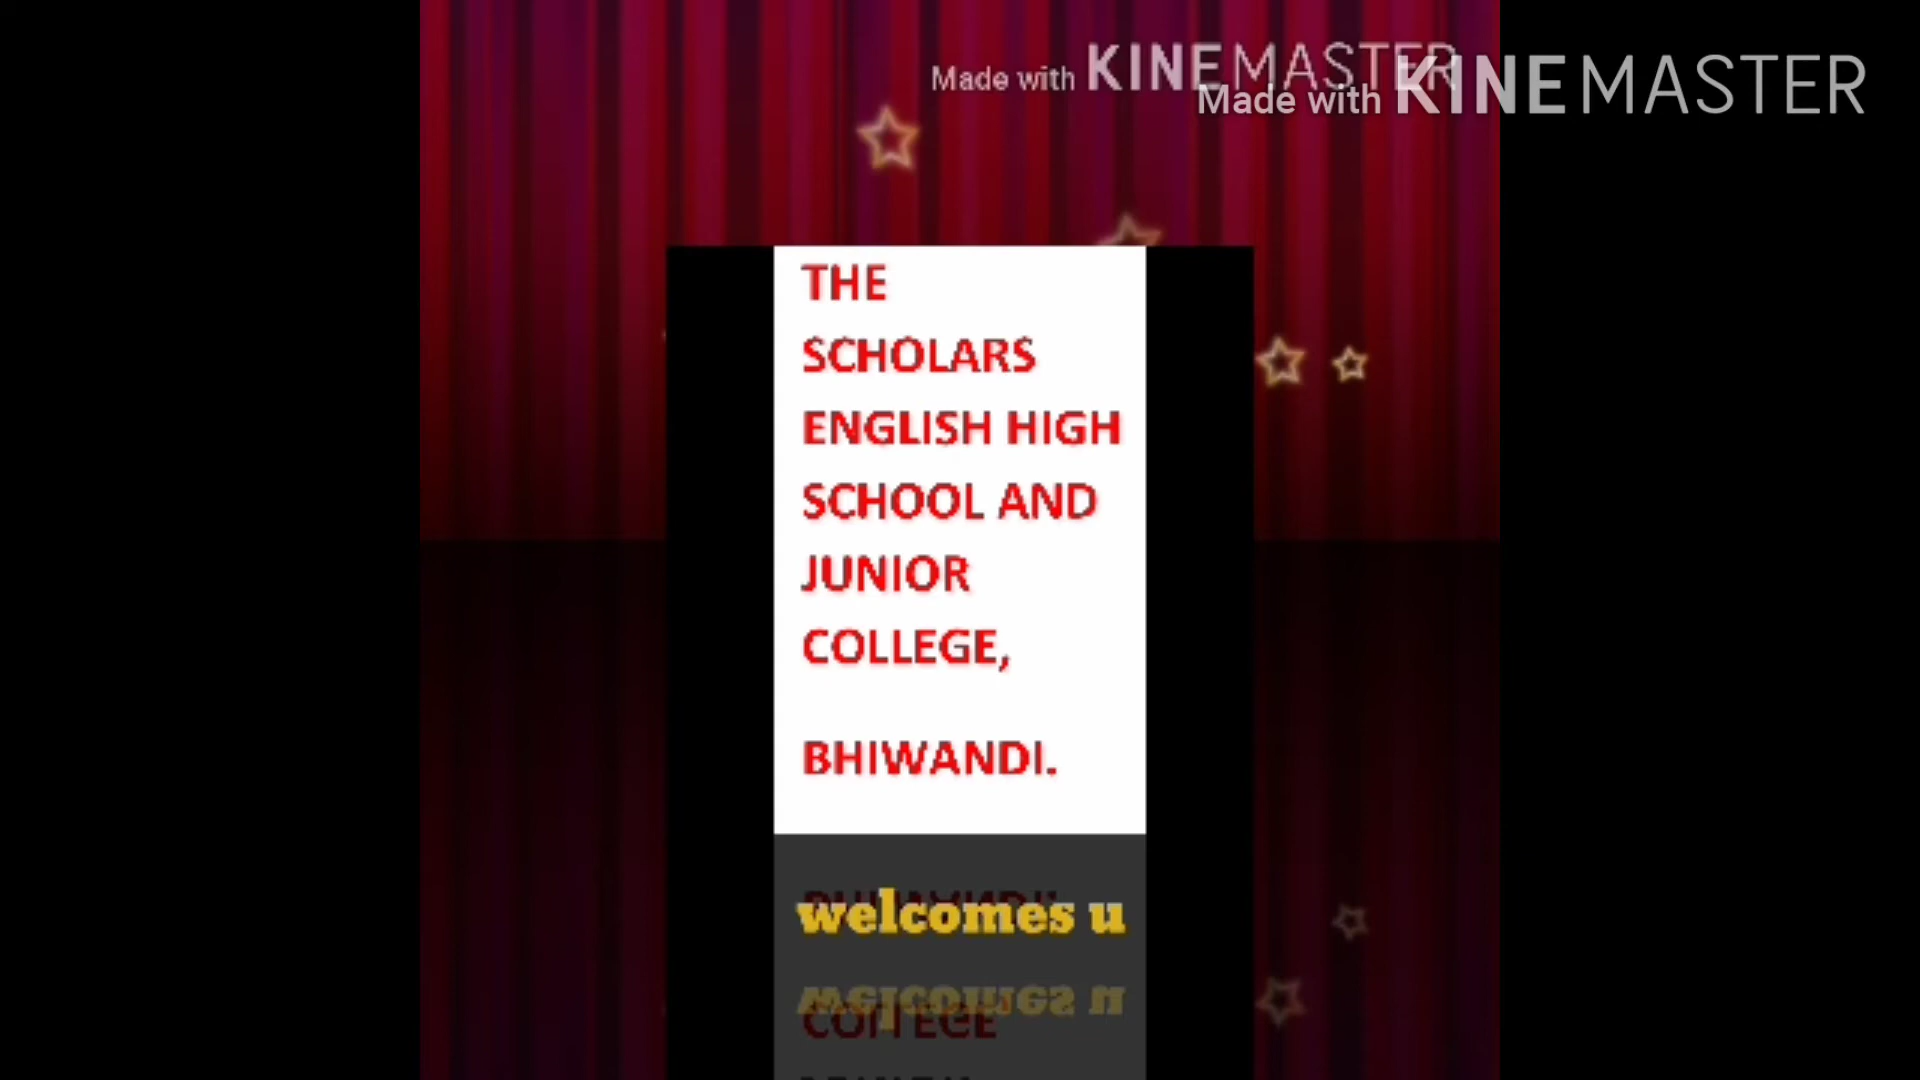 Made with KINEMASTER
Made with KINEMASTER
THE
SCHOLARS
ENGLISH HIGH
SCHOOL AND
JUNIOR
COLLEGE,
BHIWANDI.
welcomes u